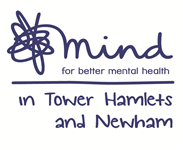 mind
for better mental health
in Tower Hamlets
and Newham